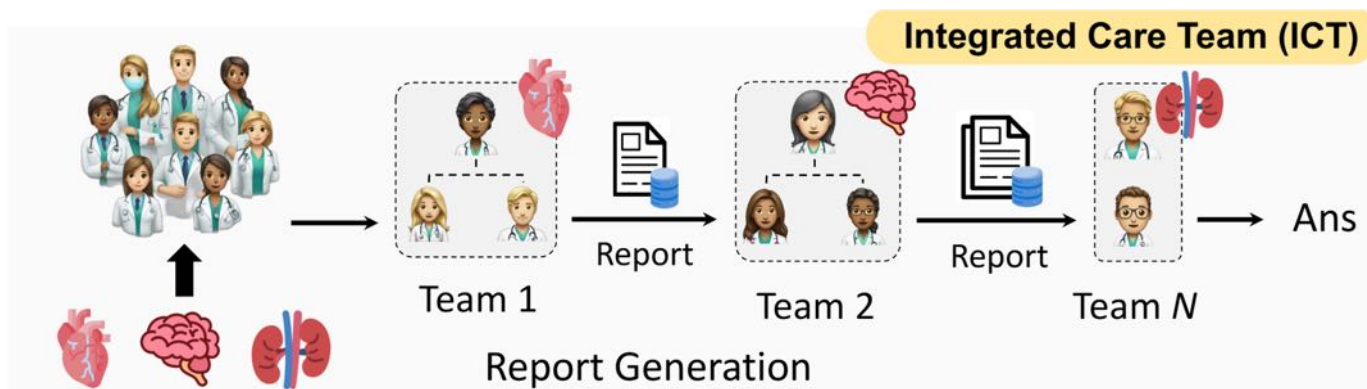 Integrated Care Team (ICT)
Report
Report
Ans
Team 1
Team 2
Team N
Report Generation